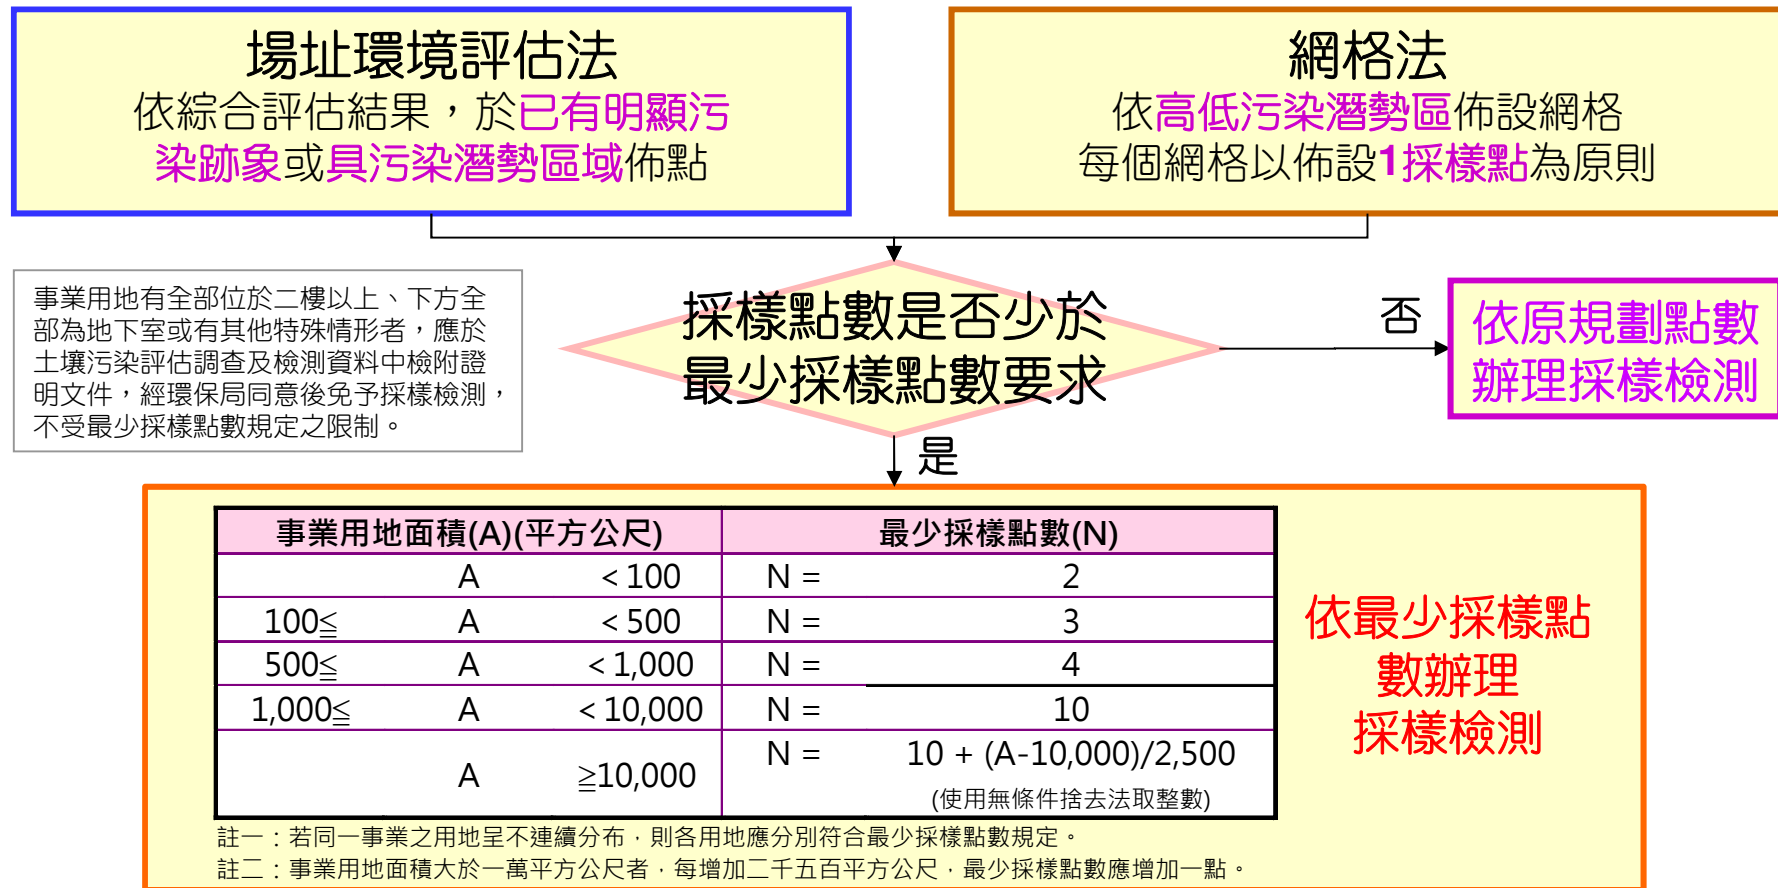 場址環境評估法
依綜合評估結果，於已有明顯污
染跡象或具污染潛勢區域佈點
網格法
依高低污染潛勢區佈設網格
每個網格以佈設1採樣點為原則
事業用地有全部位於二樓以上、下方全
部為地下室或有其他特殊情形者，應於
土壤污染評估調查及檢測資料中檢附證
明文件，經環保局同意後免予採樣檢測，
不受最少採樣點數規定之限制。
採樣點數是否少於
最少採樣點數要求
否
依原規劃點數
辦理採樣檢測
是
事業用地面積(A)(平方公尺) 最少採樣點數(N)
A < 100 N = 2
100≦ A < 500 N = 3
500≦ A < 1,000 N = 4
1,000≦ A < 10,000 N = 10
A ≧10,000 N = 10 + (A-10,000)/2,500
(使用無條件捨去法取整數)
依最少採樣點
數辦理
採樣檢測
註一：若同一事業之用地呈不連續分布，則各用地應分別符合最少採樣點數規定。
註二：事業用地面積大於一萬平方公尺者，每增加二千五百平方公尺，最少採樣點數應增加一點。